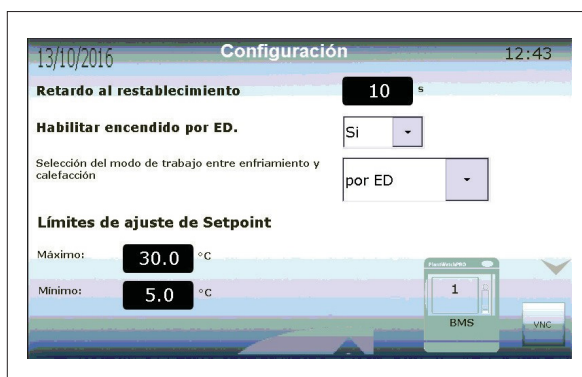 13/10/2016 Configuración 12:43
Retardo al restablecimiento 10 s
Habilitar encendido por ED. Si
Selección del modo de trabajo entre enfriamiento y
calefacción
por ED
Límites de ajuste de Setpoint
Máximo: 30.0 °C
Mínimo: 5.0 °C
1
BMS
VNC